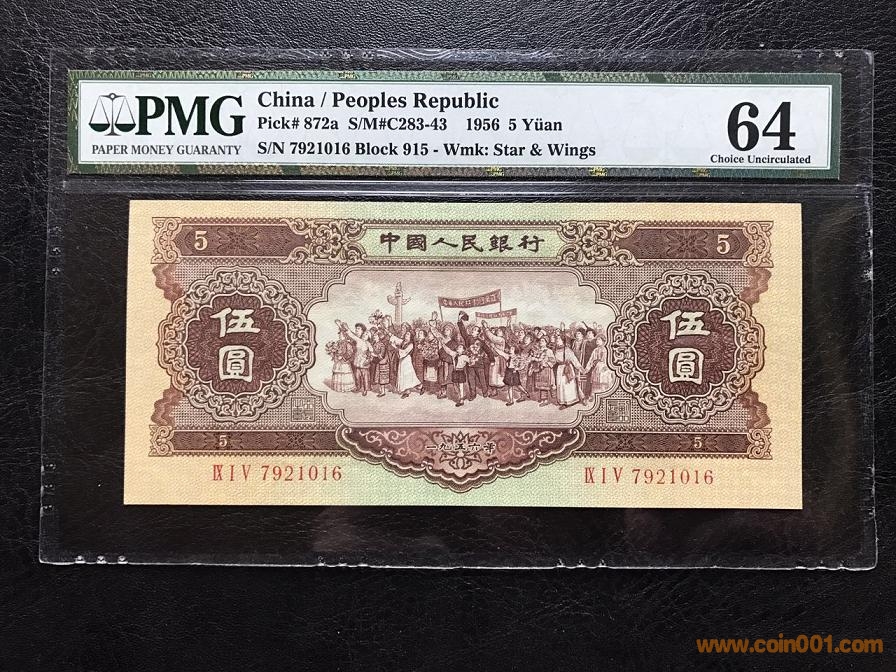 PMG
PAPER MONEY GUARANTY
China / Peoples Republic
Pick# 872a S/M#C283-43 1956 5 Yüan
S/N 7921016 Block 915 - Wmk: Star & Wings
64
Choice Uncirculated
5 中國人民銀行 5
伍圓 伍圓
5 一九五六年 5
IX I V 7921016 IX I V 7921016
www.coin001.com